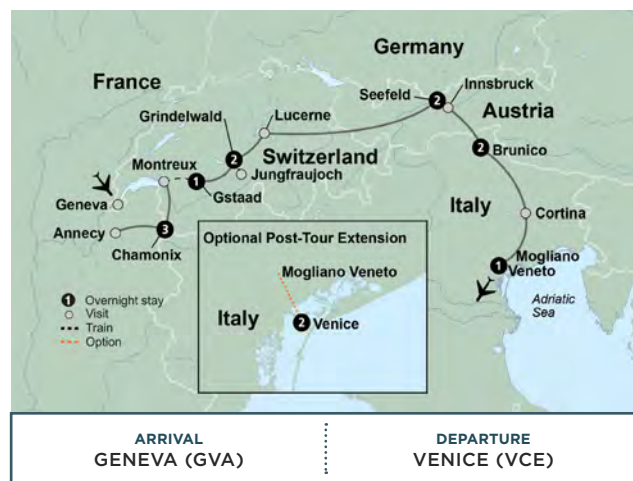 Germany
France
Seefeld
2
Innsbruck
Grindelwald
Lucerne
Austria
2
Switzerland
2
Brunico
Montreux
1
Jungfraujoch
Gstaad
Geneva
Italy
Annecy
3
Cortina
Chamonix
Optional Post-Tour Extension
Mogliano
Veneto
1
Mogliano Veneto
Adriatic
Sea
1 Overnight stay
Visit
Train
Option
Italy
2
Venice
ARRIVAL
GENEVA (GVA)
DEPARTURE
VENICE (VCE)